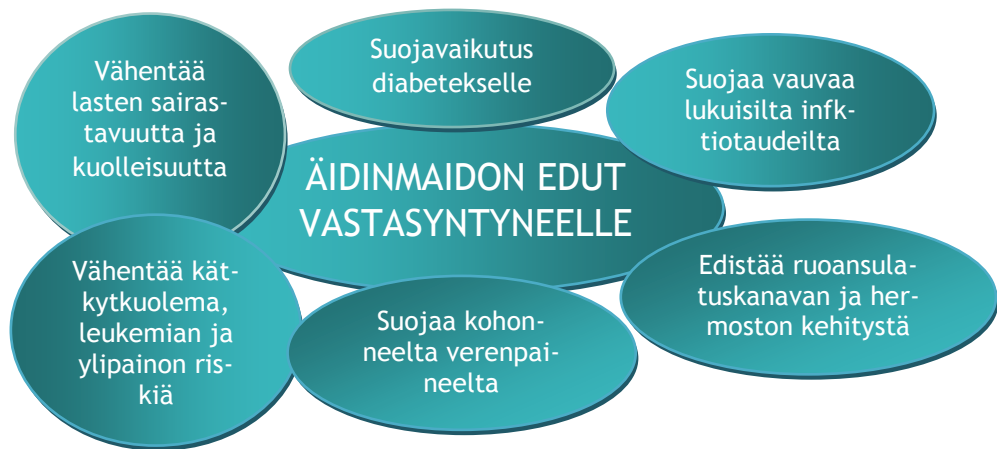 Vähentää
lasten sairas-
tavuutta ja
kuolleisuutta
Suojavaikutus
diabetekselle
Suojaa vauvaa
lukuisilta infk-
tiotaudeilta
ÄIDINMAIDON EDUT
VASTASYNTYNEELLE
Vähentää kät-
kytkuolema,
leukemian ja
ylipainon ris-
kiä
Suojaa kohon-
neelta verenpai-
neelta
Edistää ruoansula-
tuskanavan ja her-
moston kehitystä